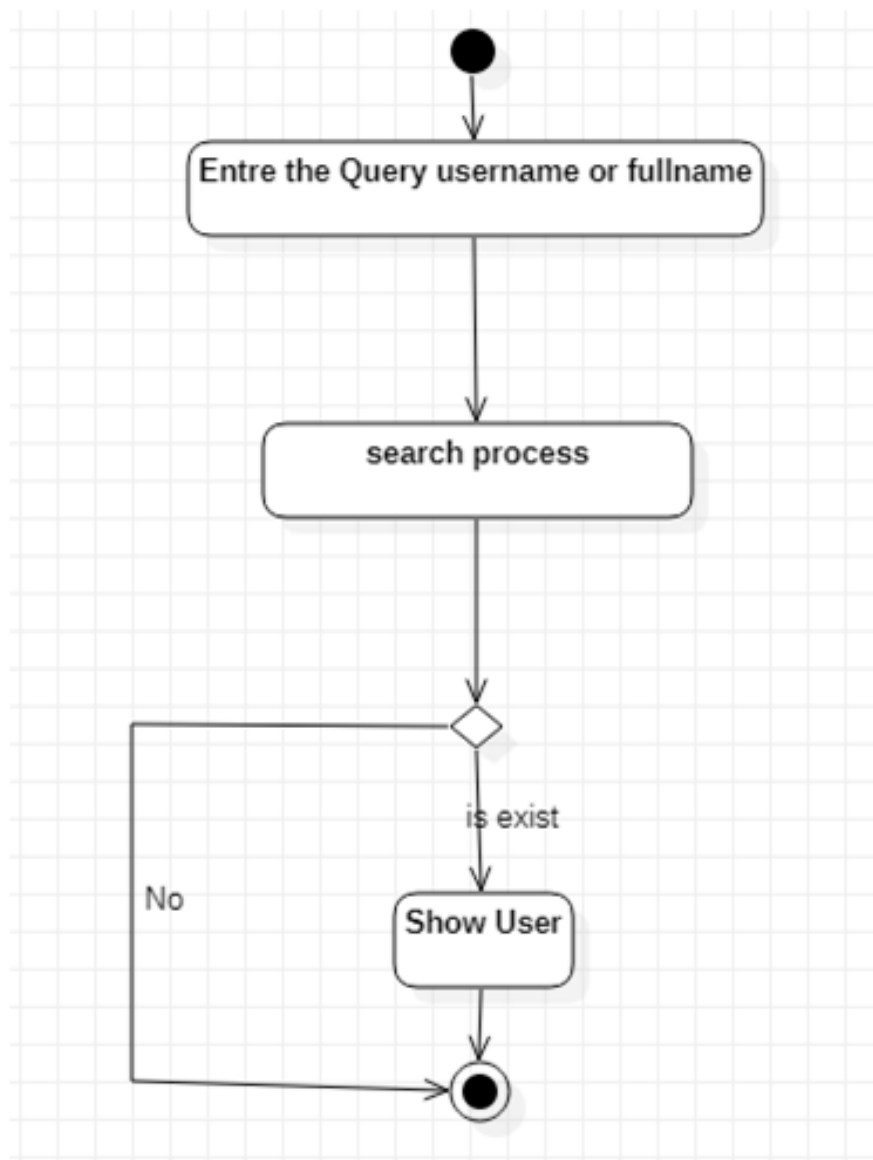 Entre the Query username or fullname
search process
is exist
No
Show User